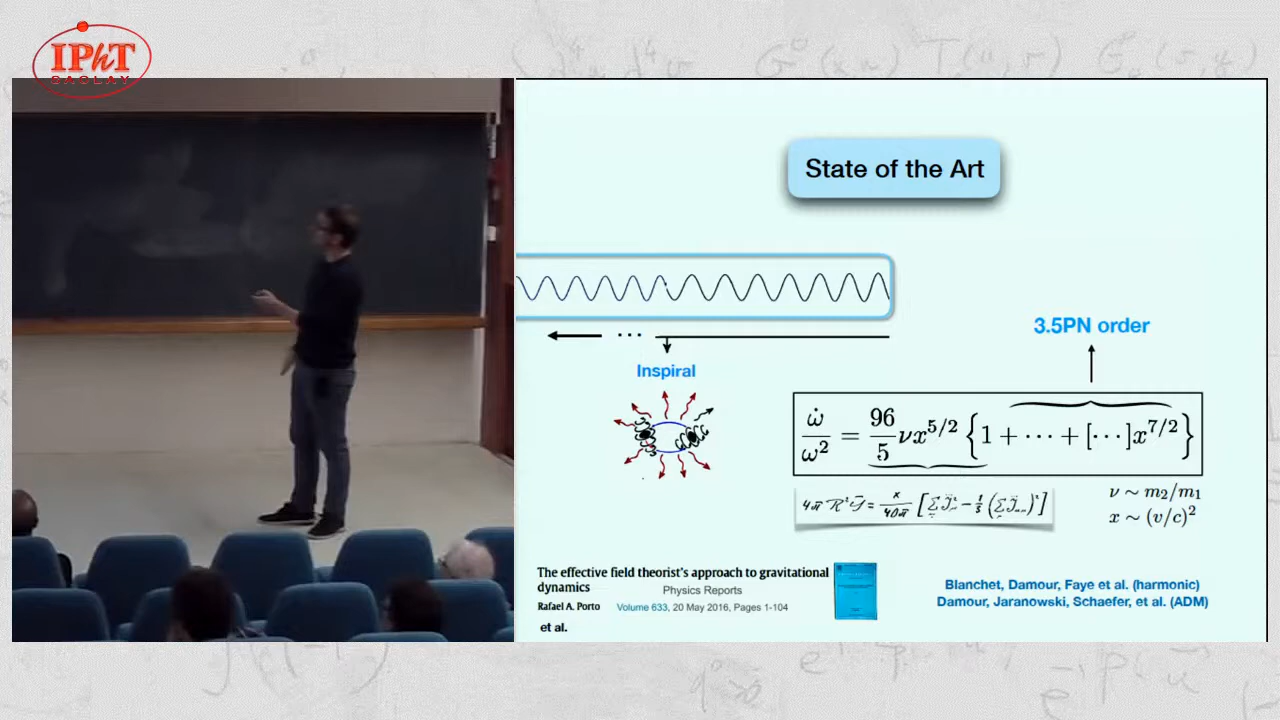 IPhT
SACLAY
State of the Art
...
Inspiral
3.5PN order
ω̇/ω² = 96/5 νx^{5/2} {1 + ⋯ + [⋯]x^{7/2}}
ν ∼ m₂/m₁
x ∼ (v/c)²
The effective field theorist's approach to gravitational
dynamics
Physics Reports
Rafael A. Porto
Volume 633, 20 May 2016, Pages 1-104
et al.
Blanchet, Damour, Faye et al. (harmonic)
Damour, Jaranowski, Schaefer, et al. (ADM)